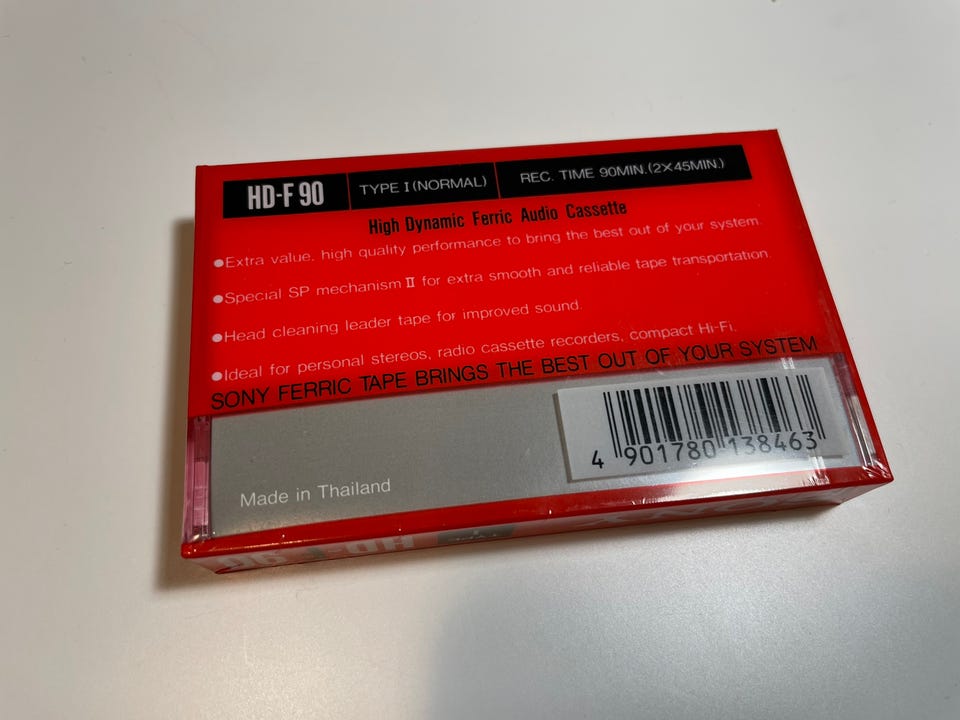 HD-F 90 TYPE I (NORMAL) REC. TIME 90MIN.(2×45MIN.)
High Dynamic Ferric Audio Cassette
●Extra value, high quality performance to bring the best out of your system.
●Special SP mechanism II for extra smooth and reliable tape transportation.
●Head cleaning leader tape for improved sound.
●Ideal for personal stereos, radio cassette recorders, compact Hi-Fi.
SONY FERRIC TAPE BRINGS THE BEST OUT OF YOUR SYSTEM
4 901780 138463
Made in Thailand
HD-F 90